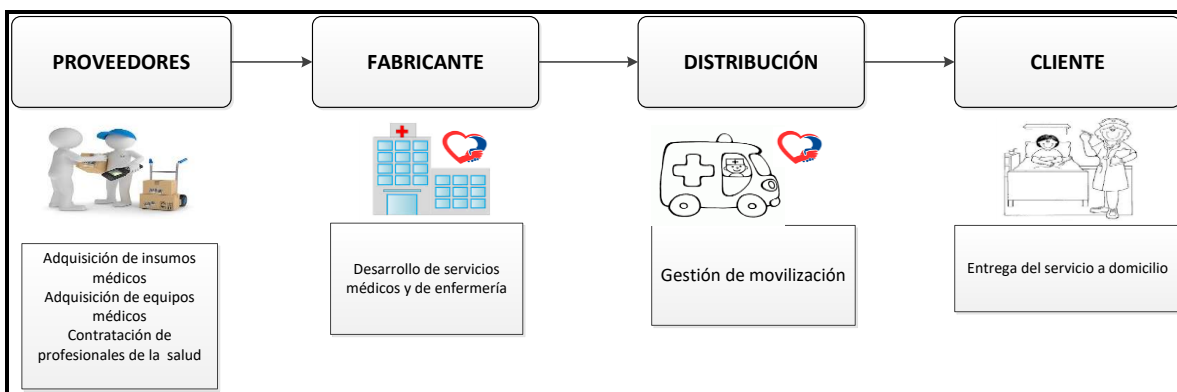 PROVEEDORES
FABRICANTE
DISTRIBUCIÓN
CLIENTE
Adquisición de insumos
médicos
Adquisición de equipos
médicos
Contratación de
profesionales de la salud
Desarrollo de servicios
médicos y de enfermería
Gestión de movilización
Entrega del servicio a domicilio